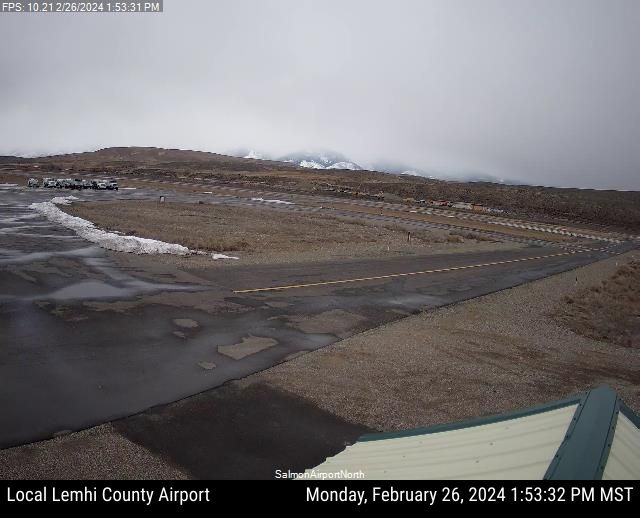 FPS: 10.21 2/26/2024 1:53:31 PM
SalmonAirportNorth
Local Lemhi County Airport
Monday, February 26, 2024 1:53:32 PM MST